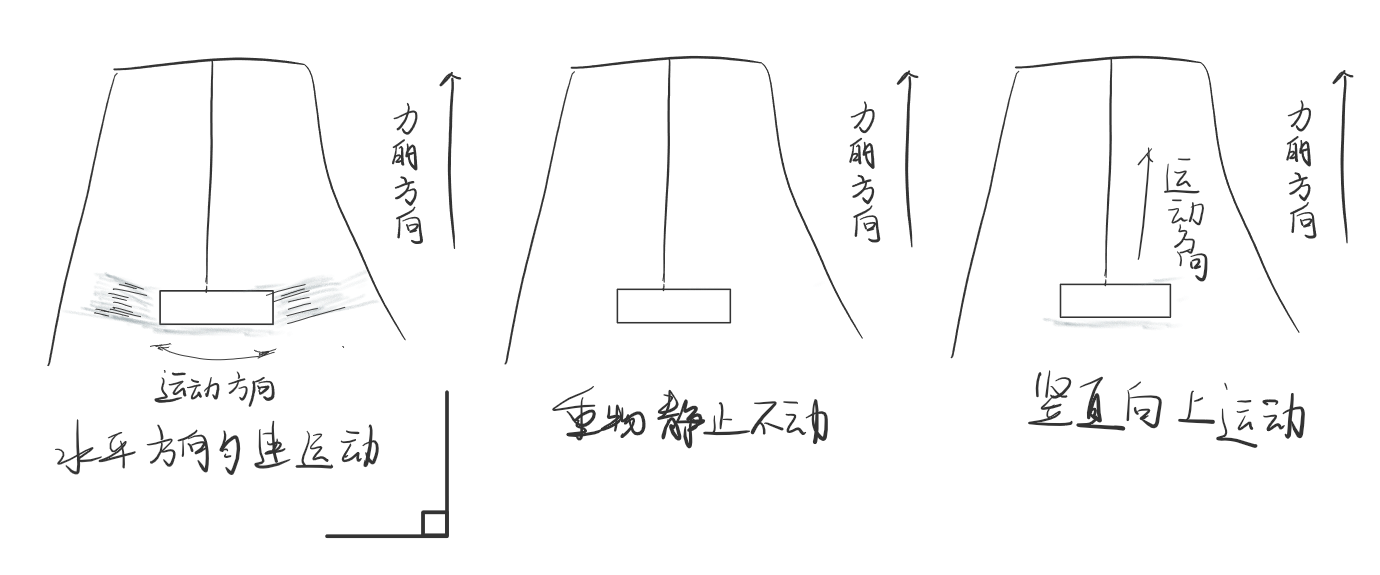 力的方向
运动方向
水平方向匀速运动
力的方向
重物静止不动
力的方向
运动方向
竖直向上运动